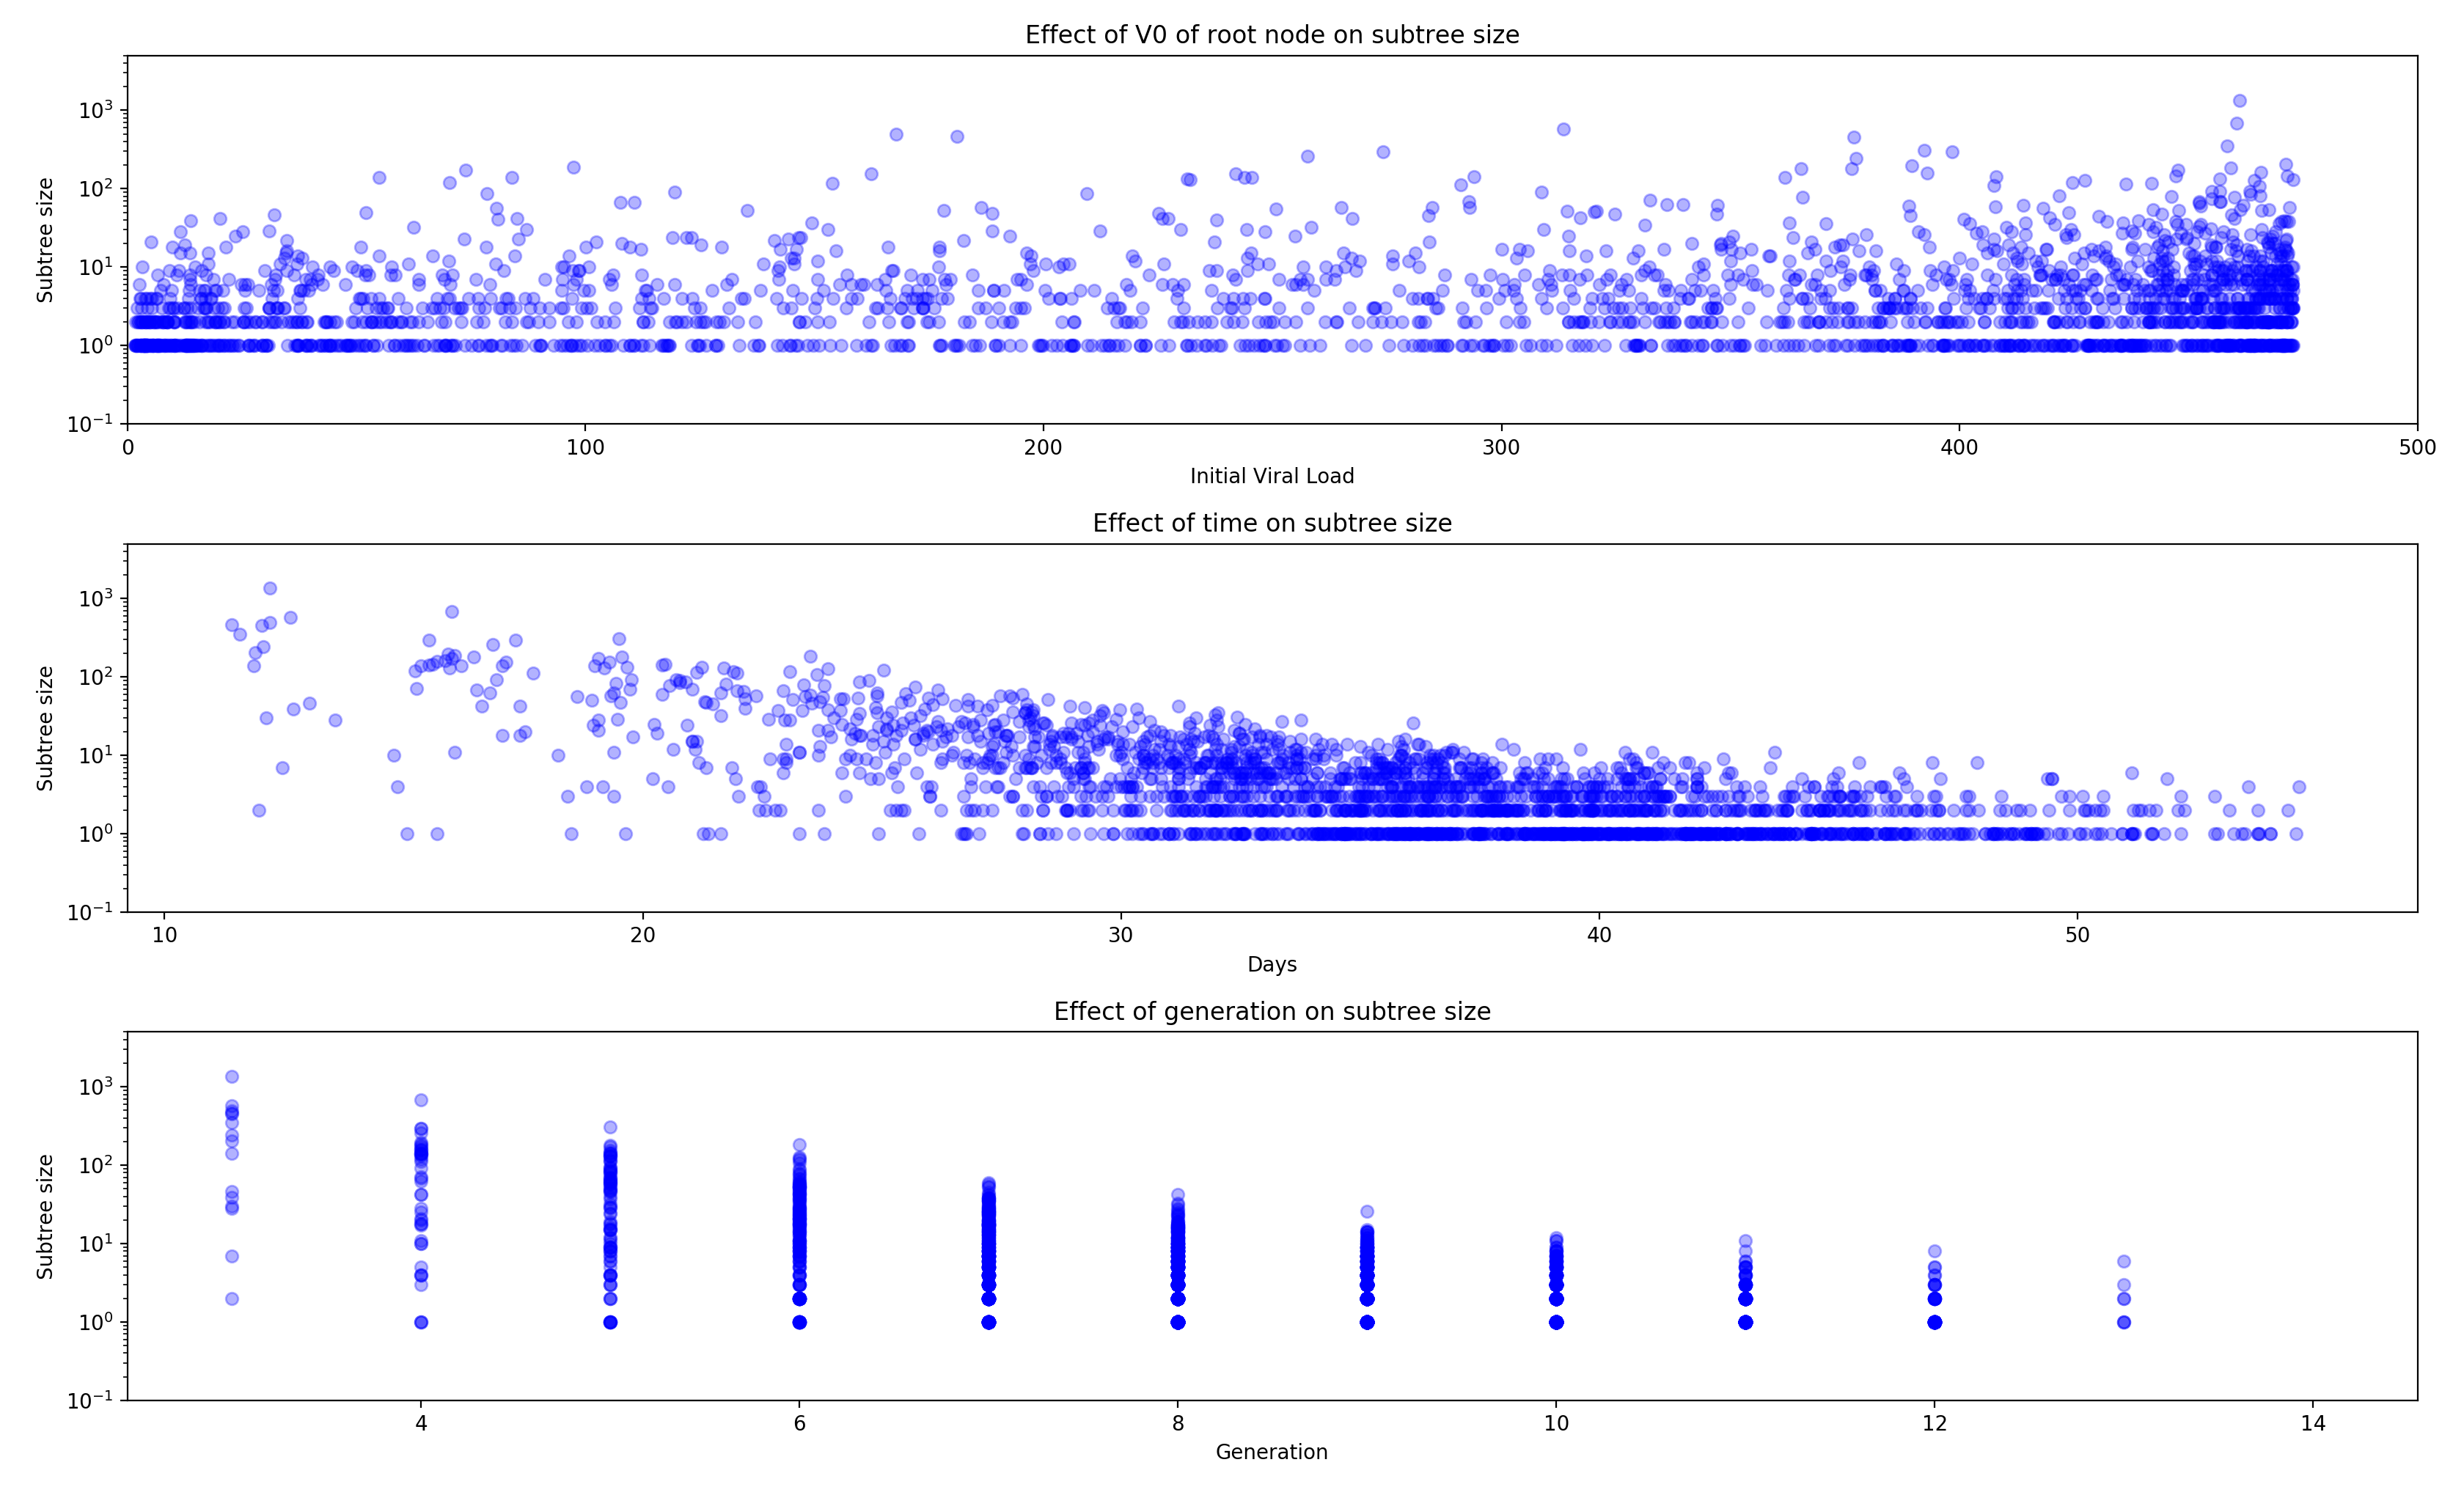 Effect of V0 of root node on subtree size
Subtree size
10³
10²
10¹
10⁰
10⁻¹
0 100 200 300 400 500
Initial Viral Load
Effect of time on subtree size
Subtree size
10³
10²
10¹
10⁰
10⁻¹
10 20 30 40 50
Days
Effect of generation on subtree size
Subtree size
10³
10²
10¹
10⁰
10⁻¹
4 6 8 10 12 14
Generation